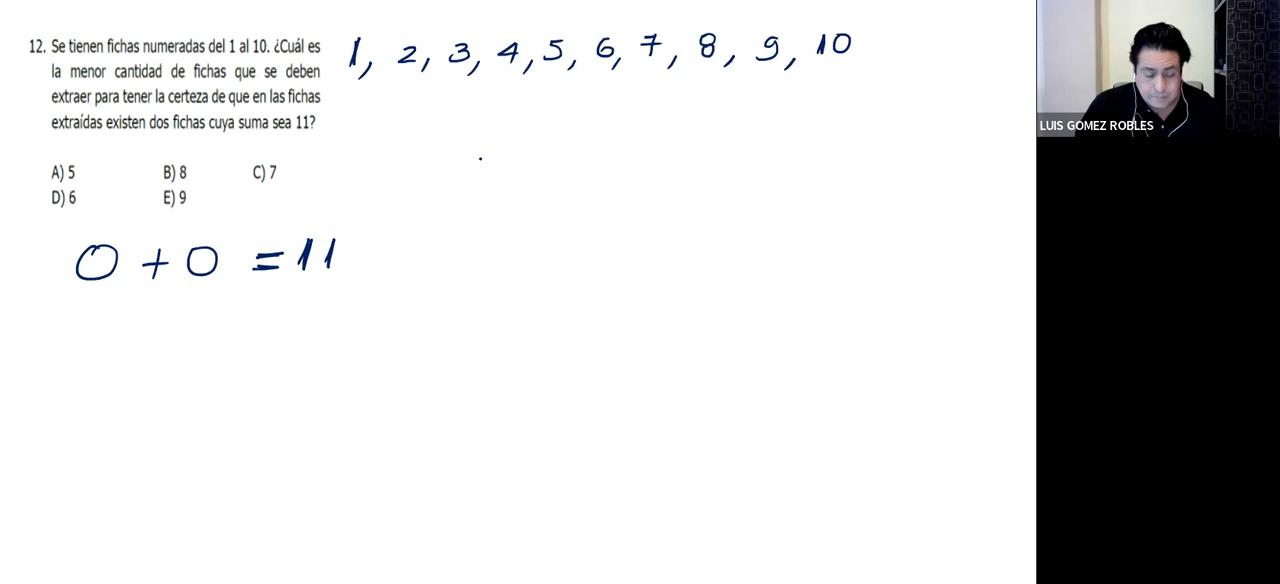 12. Se tienen fichas numeradas del 1 al 10. ¿Cuál es
la menor cantidad de fichas que se deben
extraer para tener la certeza de que en las fichas
extraídas existen dos fichas cuya suma sea 11?
A) 5 B) 8 C) 7
D) 6 E) 9
1, 2, 3, 4, 5, 6, 7, 8, 9, 10
0 + 0 = 11
LUIS GOMEZ ROBLES